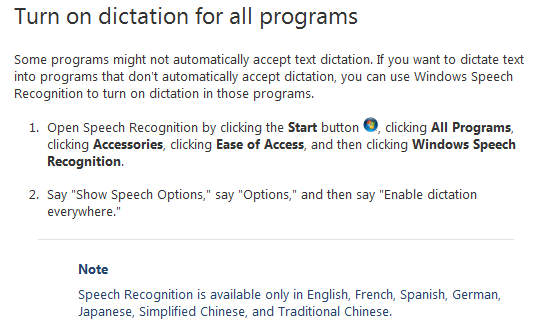 Turn on dictation for all programs
Some programs might not automatically accept text dictation. If you want to dictate text
into programs that don't automatically accept dictation, you can use Windows Speech
Recognition to turn on dictation in those programs.
1. Open Speech Recognition by clicking the Start button , clicking All Programs,
clicking Accessories, clicking Ease of Access, and then clicking Windows Speech
Recognition.
2. Say "Show Speech Options," say "Options," and then say "Enable dictation
everywhere."
Note
Speech Recognition is available only in English, French, Spanish, German,
Japanese, Simplified Chinese, and Traditional Chinese.